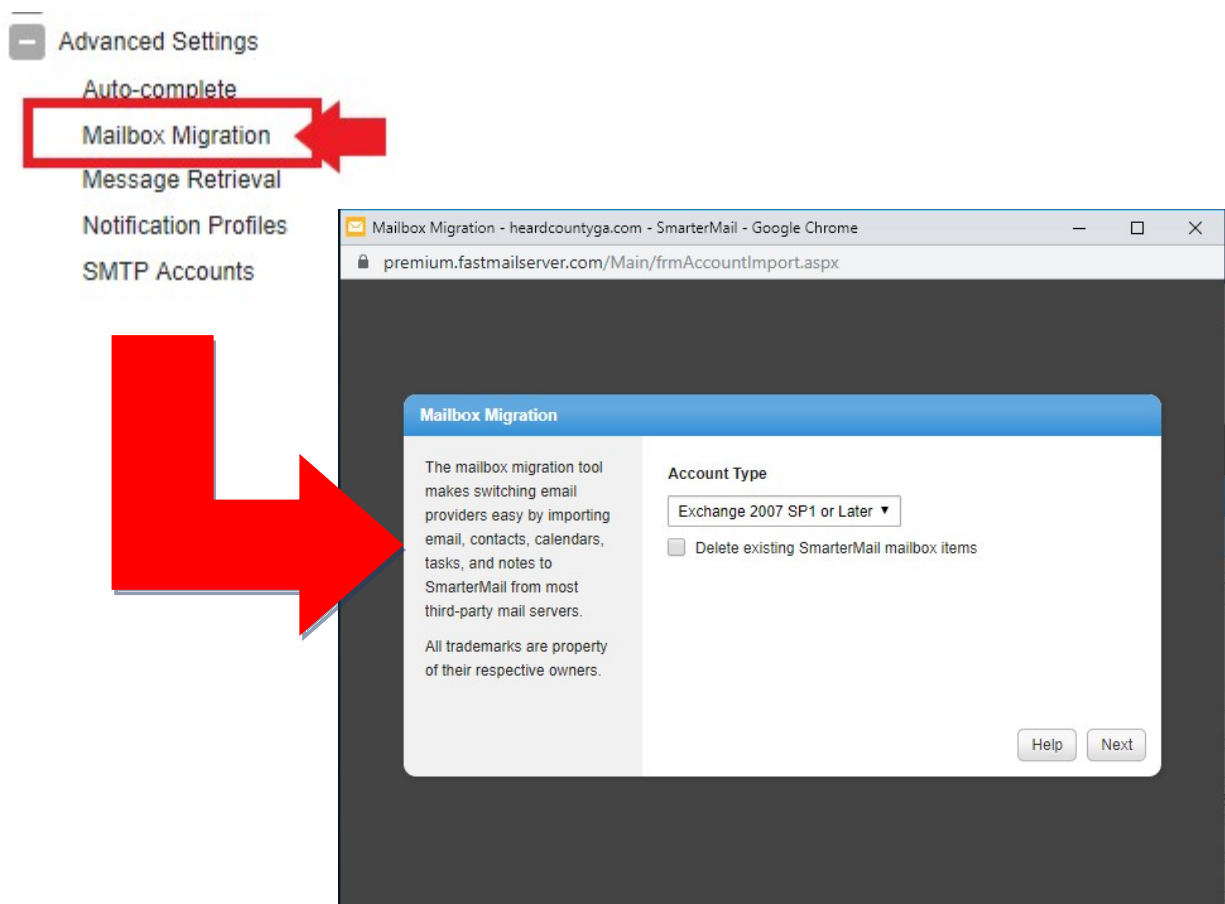 Advanced Settings
Auto-complete
Mailbox Migration
Message Retrieval
Notification Profiles
SMTP Accounts
Mailbox Migration - heardcountyga.com - SmarterMail - Google Chrome
premium.fastmailserver.com/Main/frmAccountImport.aspx
Mailbox Migration
The mailbox migration tool
makes switching email
providers easy by importing
email, contacts, calendars,
tasks, and notes to
SmarterMail from most
third-party mail servers.
All trademarks are property
of their respective owners.
Account Type
Exchange 2007 SP1 or Later
Delete existing SmarterMail mailbox items
Help
Next